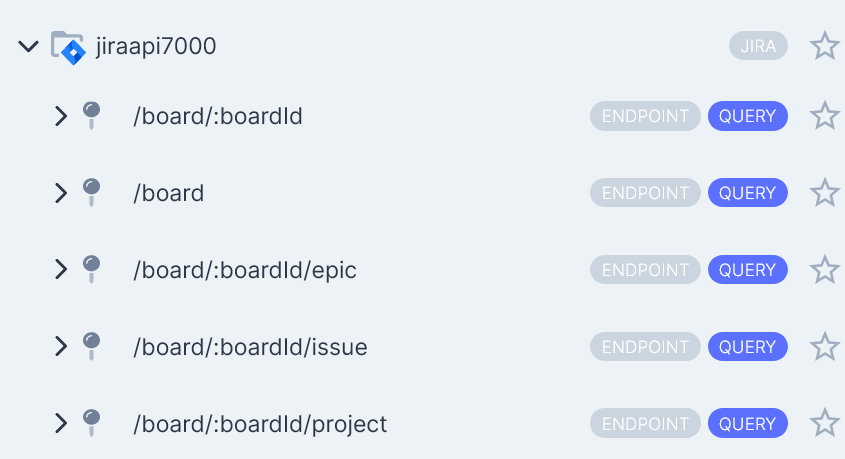 jiraapi7000 JIRA
/board/:boardId ENDPOINT QUERY
/board ENDPOINT QUERY
/board/:boardId/epic ENDPOINT QUERY
/board/:boardId/issue ENDPOINT QUERY
/board/:boardId/project ENDPOINT QUERY